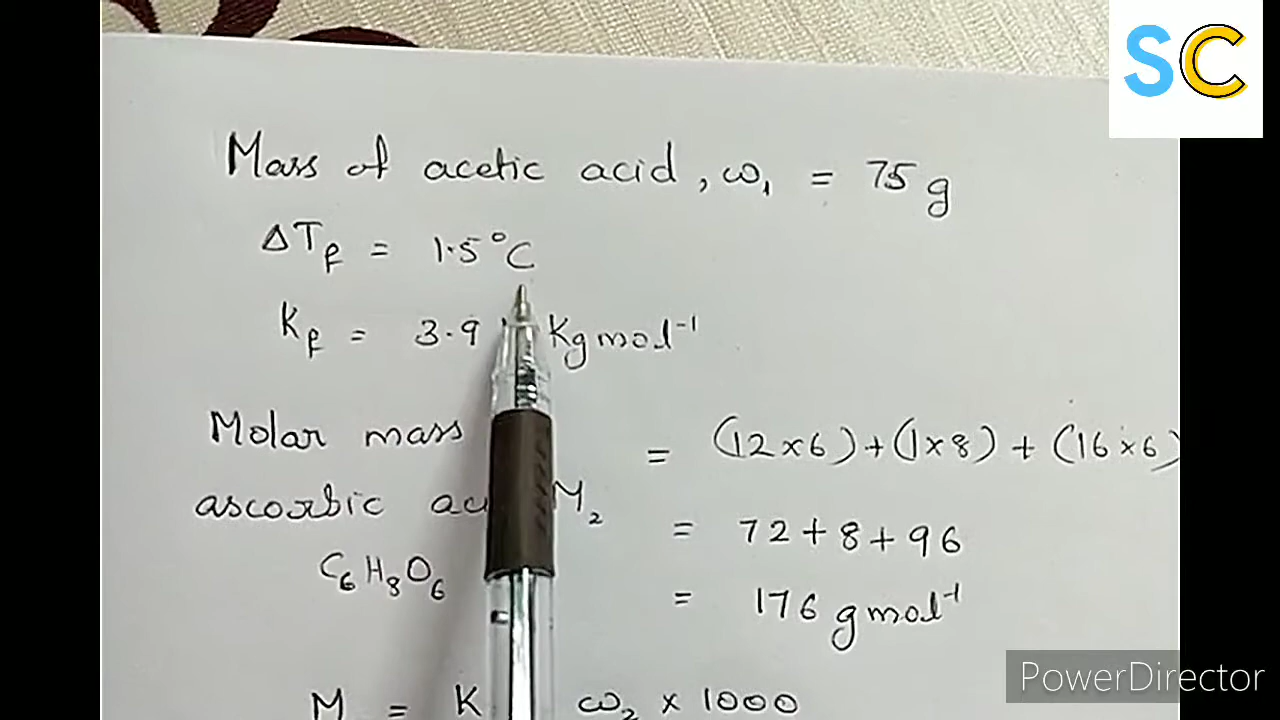 SC
Mass of acetic acid, ω₁ = 75 g
ΔTf = 1.5 °C
Kf = 3.9 Kg mol⁻¹
Molar mass = (12×6)+(1×8)+(16×6)
ascorbic M₂ = 72+8+96
C₆H₈O₆ = 176 g mol⁻¹
M = K ω₂ × 1000
PowerDirector